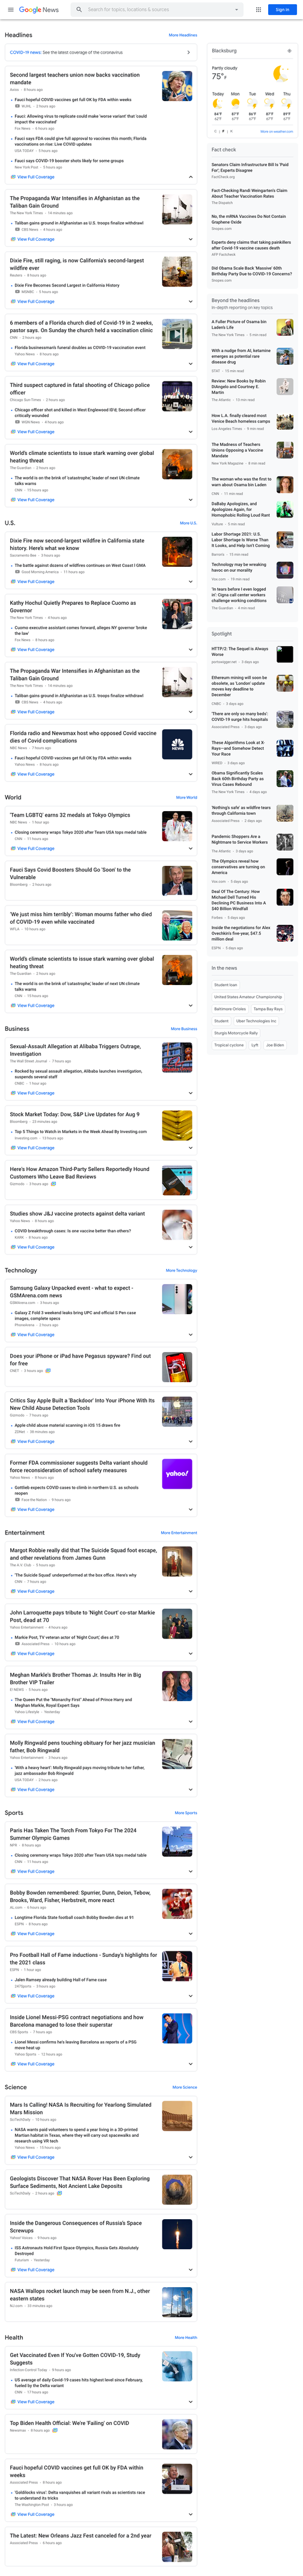 Google News
Search for topics, locations & sources
Sign in
Headlines
More Headlines
COVID-19 news: See the latest coverage of the coronavirus
Second largest teachers union now backs vaccination
mandate
Axios · 8 hours ago
Fauci hopeful COVID vaccines get full OK by FDA within weeks
Fauci: Allowing virus to replicate could make 'worse variant' that could
impact the vaccinated'
Fox News · 6 hours ago
Fauci says FDA could give full approval to vaccines this month, Florida
vaccinations on rise: Live COVID updates
Fauci says COVID-19 booster shots likely for some groups
View Full Coverage
The Propaganda War Intensifies in Afghanistan as the
Taliban Gain Ground
The New York Times
Taliban gains ground in Afghanistan as U.S. troops finalize withdrawl
View Full Coverage
Dixie Fire, still raging, is now California's second-largest
wildfire ever
Dixie Fire Becomes Second Largest in California History
View Full Coverage
6 members of a Florida church died of Covid-19 in 2 weeks,
pastor says. On Sunday the church held a vaccination clinic
Florida businessman's funeral doubles as COVID-19 vaccination event
View Full Coverage
Third suspect captured in fatal shooting of Chicago police
officer
Chicago officer shot and killed in West Englewood ID'd; Second officer
critically wounded
View Full Coverage
World's climate scientists to issue stark warning over global
heating threat
The world is on the brink of 'catastrophe,' leader of next UN climate
talks warns
View Full Coverage
U.S.
More U.S.
Dixie Fire now second-largest wildfire in California state
history. Here's what we know
The battle against dozens of wildfires continues on West Coast l GMA
View Full Coverage
Kathy Hochul Quietly Prepares to Replace Cuomo as
Governor
Cuomo executive assistant comes forward, alleges NY governor 'broke
the law'
View Full Coverage
The Propaganda War Intensifies in Afghanistan as the
Taliban Gain Ground
Taliban gains ground in Afghanistan as U.S. troops finalize withdrawl
View Full Coverage
Florida radio and Newsmax host who opposed Covid vaccine
dies of Covid complications
Fauci hopeful COVID vaccines get full OK by FDA within weeks
View Full Coverage
World
More World
'Team LGBTQ' earns 32 medals at Tokyo Olympics
Closing ceremony wraps Tokyo 2020 after Team USA tops medal table
View Full Coverage
Fauci Says Covid Boosters Should Go 'Soon' to the
Vulnerable
'We just miss him terribly': Woman mourns father who died
of COVID-19 even while vaccinated
World's climate scientists to issue stark warning over global
heating threat
The world is on the brink of 'catastrophe,' leader of next UN climate
talks warns
View Full Coverage
Business
More Business
Sexual-Assault Allegation at Alibaba Triggers Outrage,
Investigation
Rocked by sexual assault allegation, Alibaba launches investigation,
suspends several staff
View Full Coverage
Stock Market Today: Dow, S&P Live Updates for Aug 9
Top 5 Things to Watch in Markets in the Week Ahead By Investing.com
View Full Coverage
Here's How Amazon Third-Party Sellers Reportedly Hound
Customers Who Leave Bad Reviews
Studies show J&J vaccine protects against delta variant
COVID breakthrough cases: Is one vaccine better than others?
View Full Coverage
Technology
More Technology
Samsung Galaxy Unpacked event - what to expect -
GSMArena.com news
Galaxy Z Fold 3 weekend leaks bring UPC and official S Pen case
images, complete specs
View Full Coverage
Does your iPhone or iPad have Pegasus spyware? Find out
for free
Critics Say Apple Built a 'Backdoor' Into Your iPhone With Its
New Child Abuse Detection Tools
Apple child abuse material scanning in iOS 15 draws fire
View Full Coverage
Former FDA commissioner suggests Delta variant should
force reconsideration of school safety measures
Gottlieb expects COVID cases to climb in northern U.S. as schools
reopen
View Full Coverage
Entertainment
More Entertainment
Margot Robbie really did that The Suicide Squad foot escape,
and other revelations from James Gunn
'The Suicide Squad' underperformed at the box office. Here's why
View Full Coverage
John Larroquette pays tribute to 'Night Court' co-star Markie
Post, dead at 70
Markie Post, TV veteran actor of 'Night Court,' dies at 70
View Full Coverage
Meghan Markle's Brother Thomas Jr. Insults Her in Big
Brother VIP Trailer
The Queen Put the "Monarchy First" Ahead of Prince Harry and
Meghan Markle, Royal Expert Says
View Full Coverage
Molly Ringwald pens touching obituary for her jazz musician
father, Bob Ringwald
'With a heavy heart': Molly Ringwald pays moving tribute to her father,
jazz ambassador Bob Ringwald
View Full Coverage
Sports
More Sports
Paris Has Taken The Torch From Tokyo For The 2024
Summer Olympic Games
Closing ceremony wraps Tokyo 2020 after Team USA tops medal table
View Full Coverage
Bobby Bowden remembered: Spurrier, Dunn, Deion, Tebow,
Brooks, Ward, Fisher, Herbstreit, more react
Longtime Florida State football coach Bobby Bowden dies at 91
View Full Coverage
Pro Football Hall of Fame inductions - Sunday's highlights for
the 2021 class
Jalen Ramsey already building Hall of Fame case
View Full Coverage
Inside Lionel Messi-PSG contract negotiations and how
Barcelona managed to lose their superstar
Lionel Messi confirms he's leaving Barcelona as reports of a PSG
move heat up
View Full Coverage
Science
More Science
Mars Is Calling! NASA Is Recruiting for Yearlong Simulated
Mars Mission
NASA wants paid volunteers to spend a year living in a 3D printed
Martian habitat in Texas, where they will carry out spacewalks and
research using VR tech
View Full Coverage
Geologists Discover That NASA Rover Has Been Exploring
Surface Sediments, Not Ancient Lake Deposits
Inside the Dangerous Consequences of Russia's Space
Screwups
ISS Astronauts Hold First Space Olympics, Russia Gets Absolutely
Destroyed
View Full Coverage
NASA Wallops rocket launch may be seen from N.J., other
eastern states
Health
More Health
Get Vaccinated Even If You've Gotten COVID-19, Study
Suggests
US average of daily Covid-19 cases hits highest level since February,
fueled by the Delta variant
View Full Coverage
Top Biden Health Official: We're 'Failing' on COVID
Fauci hopeful COVID vaccines get full OK by FDA within
weeks
'Goldilocks virus': Delta vanquishes all variant rivals as scientists race
to understand its tricks
View Full Coverage
The Latest: New Orleans Jazz Fest canceled for a 2nd year
Blacksburg
Partly cloudy
75°F
Today Mon Tue Wed Thu
More on weather.com
Fact check
Senators Claim Infrastructure Bill Is 'Paid
For'; Experts Disagree
FactCheck.org
Fact-Checking Randi Weingarten's Claim
About Teacher Vaccination Rates
The Dispatch
No, the mRNA Vaccines Do Not Contain
Graphene Oxide
Snopes.com
Experts deny claims that taking painkillers
after Covid-19 vaccine causes death
AFP Factcheck
Did Obama Scale Back 'Massive' 60th
Birthday Party Due to COVID-19 Concerns?
Snopes.com
Beyond the headlines
In-depth reporting on key topics
A Fuller Picture of Osama bin
Laden's Life
With a nudge from AI, ketamine
emerges as potential rare
disease drug
Review: New Books by Robin
DiAngelo and Courtney E.
Martin
How L.A. finally cleared most
Venice Beach homeless camps
The Madness of Teachers
Unions Opposing a Vaccine
Mandate
The woman who was the first to
warn about Osama bin Laden
DaBaby Apologizes, and
Apologizes Again, for
Homophobic Rolling Loud Rant
Labor Shortage 2021: U.S.
Labor Shortage Is Worse Than
It Looks, and Help Isn't Coming
Technology may be wreaking
havoc on our morality
'In tears before I even logged
in': Cigna call center workers
challenge working conditions
Spotlight
HTTP/2: The Sequel is Always
Worse
Ethereum mining will soon be
obsolete, as 'London' update
moves key deadline to
December
'There are only so many beds':
COVID-19 surge hits hospitals
These Algorithms Look at X-
Rays—and Somehow Detect
Your Race
Obama Significantly Scales
Back 60th Birthday Party as
Virus Cases Rebound
'Nothing's safe' as wildfire tears
through California town
Pandemic Shoppers Are a
Nightmare to Service Workers
The Olympics reveal how
conservatives are turning on
America
Deal Of The Century: How
Michael Dell Turned His
Declining PC Business Into A
$40 Billion Windfall
Inside the negotiations for Alex
Ovechkin's five-year, $47.5
million deal
In the news
Student loan
United States Amateur Championship
Baltimore Orioles
Tampa Bay Rays
Student
Uber Technologies Inc
Sturgis Motorcycle Rally
Tropical cyclone
Lyft
Joe Biden